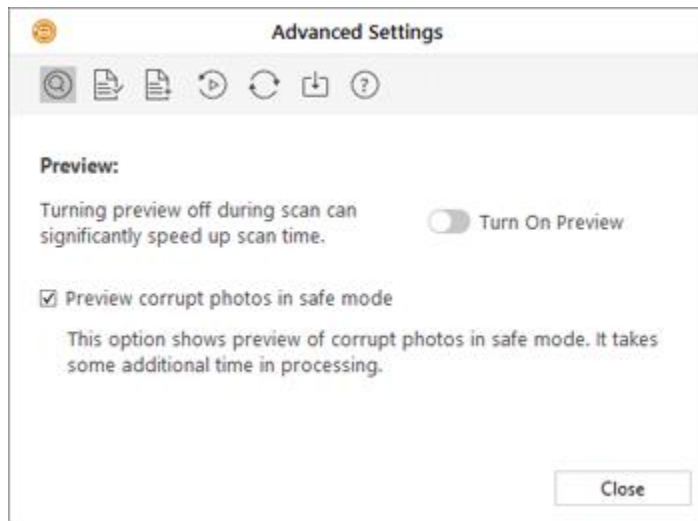 Advanced Settings
?
Preview:
Turning preview off during scan can
significantly speed up scan time.
Turn On Preview
Preview corrupt photos in safe mode
This option shows preview of corrupt photos in safe mode. It takes
some additional time in processing.
Close